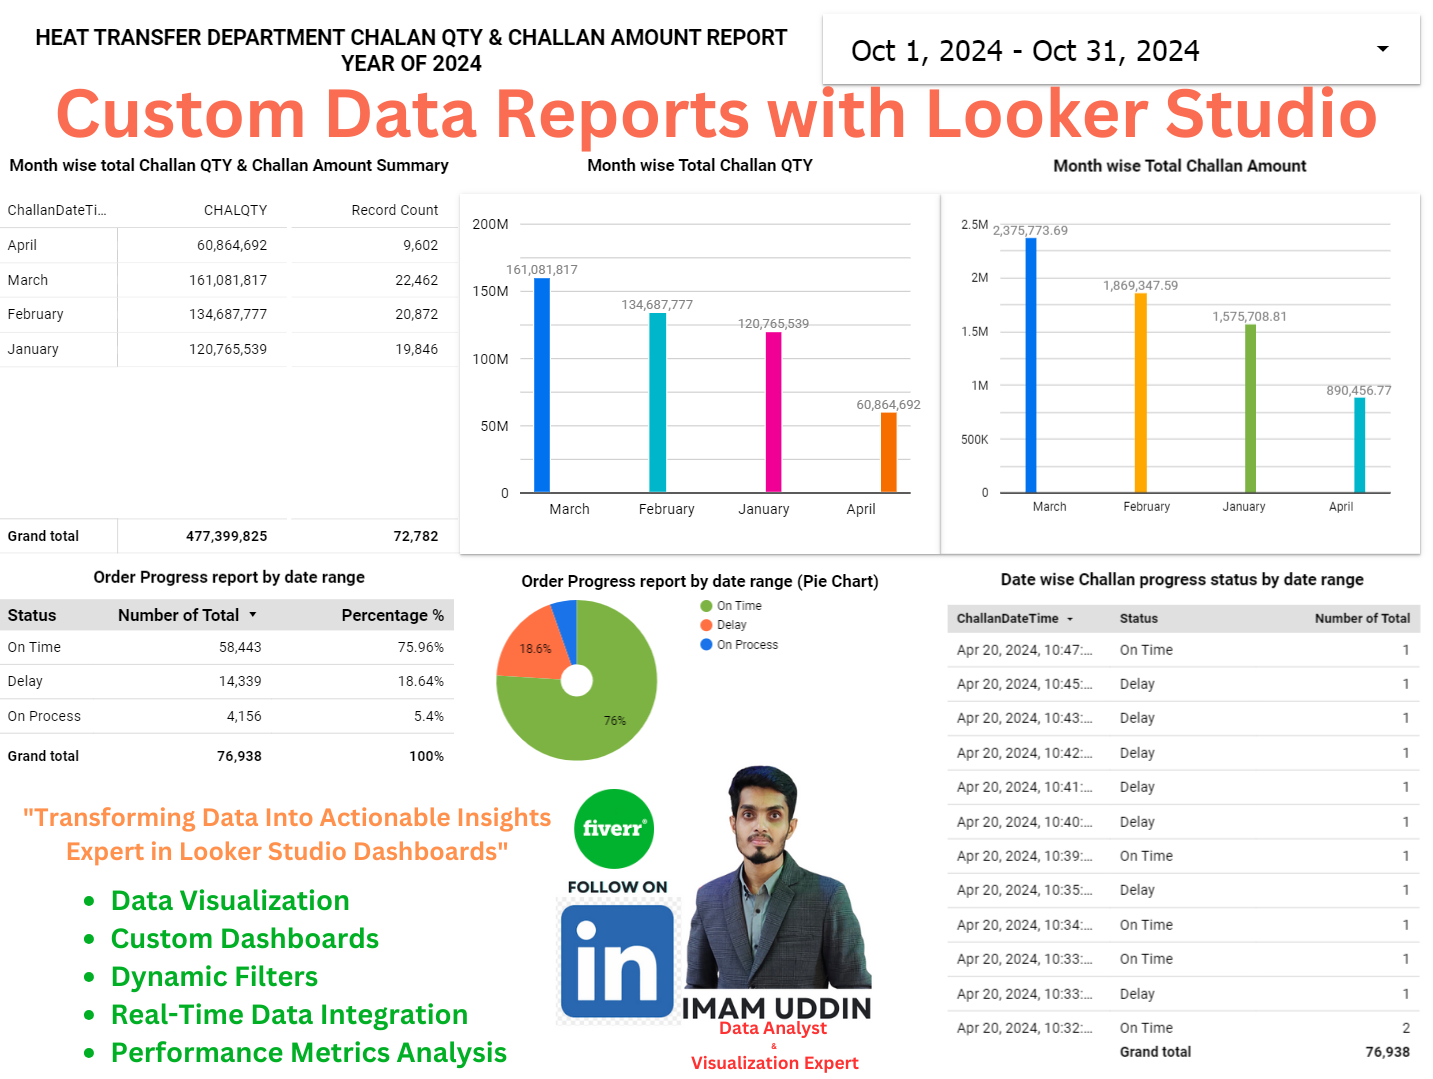 HEAT TRANSFER DEPARTMENT CHALAN QTY & CHALLAN AMOUNT REPORT
YEAR OF 2024
Oct 1, 2024 - Oct 31, 2024
Custom Data Reports with Looker Studio
Month wise total Challan QTY & Challan Amount Summary
ChallanDateTi... CHALQTY Record Count
April 60,864,692 9,602
March 161,081,817 22,462
February 134,687,777 20,872
January 120,765,539 19,846
Grand total 477,399,825 72,782
Month wise Total Challan QTY
200M
150M
100M
50M
0
161,081,817
134,687,777
120,765,539
60,864,692
March February January April
Month wise Total Challan Amount
2.5M
2M
1.5M
1M
500K
0
2,375,773.69
1,869,347.59
1,575,708.81
890,456.77
March February January April
Order Progress report by date range
Status Number of Total Percentage %
On Time 58,443 75.96%
Delay 14,339 18.64%
On Process 4,156 5.4%
Grand total 76,938 100%
Order Progress report by date range (Pie Chart)
On Time
Delay
On Process
18.6%
76%
Date wise Challan progress status by date range
ChallanDateTime Status Number of Total
Apr 20, 2024, 10:47:... On Time 1
Apr 20, 2024, 10:45:... Delay 1
Apr 20, 2024, 10:43:... Delay 1
Apr 20, 2024, 10:42:... Delay 1
Apr 20, 2024, 10:41:... Delay 1
Apr 20, 2024, 10:40:... Delay 1
Apr 20, 2024, 10:39:... On Time 1
Apr 20, 2024, 10:35:... Delay 1
Apr 20, 2024, 10:34:... On Time 1
Apr 20, 2024, 10:33:... On Time 1
Apr 20, 2024, 10:33:... Delay 1
Apr 20, 2024, 10:32:... On Time 2
Grand total 76,938
"Transforming Data Into Actionable Insights
Expert in Looker Studio Dashboards"
• Data Visualization
• Custom Dashboards
• Dynamic Filters
• Real-Time Data Integration
• Performance Metrics Analysis
fiverr®
FOLLOW ON
in
IMAM UDDIN
Data Analyst
&
Visualization Expert